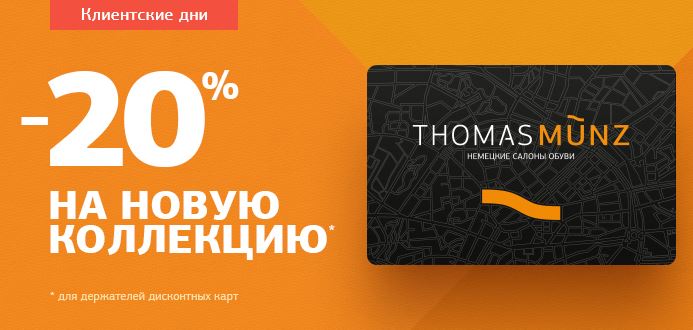 Клиентские дни
-20%
НА НОВУЮ
КОЛЛЕКЦИЮ*
* для держателей дисконтных карт
THOMAS MÜNZ
НЕМЕЦКИЕ САЛОНЫ ОБУВИ